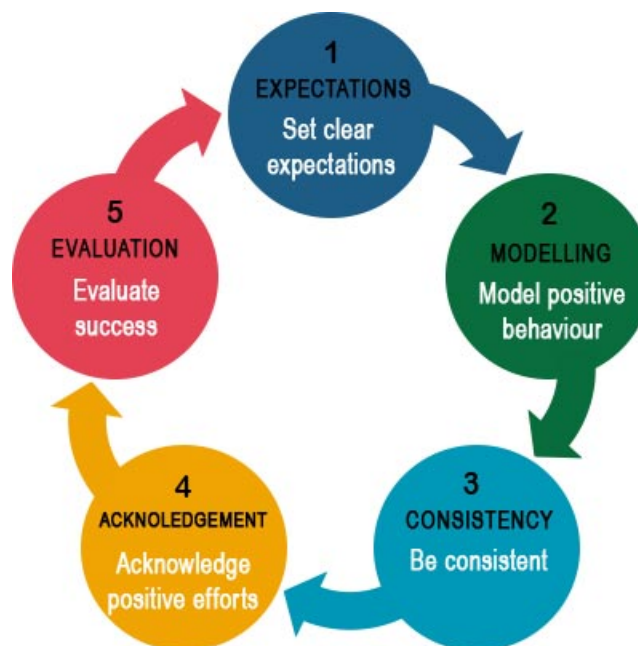 1
EXPECTATIONS
Set clear
expectations
2
MODELLING
Model positive
behaviour
3
CONSISTENCY
Be consistent
4
ACKNOLEDGEMENT
Acknowledge
positive efforts
5
EVALUATION
Evaluate
success